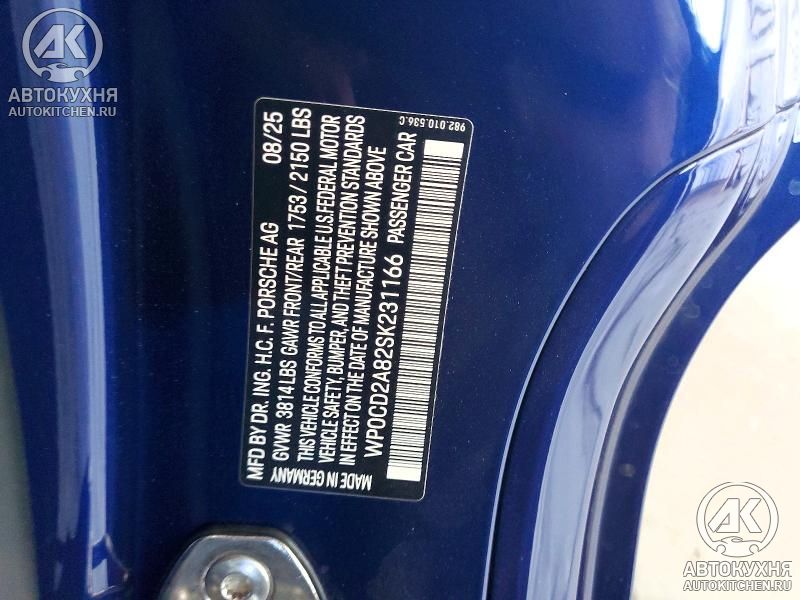 АК
АВТОКУХНЯ
AUTOKITCHEN.RU
MFD BY DR. ING. H.C. F. PORSCHE AG 08/25
GVWR 3814 LBS GAWR FRONT/REAR 1753 / 2150 LBS
THIS VEHICLE CONFORMS TO ALL APPLICABLE U.S. FEDERAL MOTOR
VEHICLE SAFETY, BUMPER, AND THEFT PREVENTION STANDARDS
IN EFFECT ON THE DATE OF MANUFACTURE SHOWN ABOVE
WP0CD2A82SK231166 PASSENGER CAR
MADE IN GERMANY
982.010.536.C
АК
АВТОКУХНЯ
AUTOKITCHEN.RU